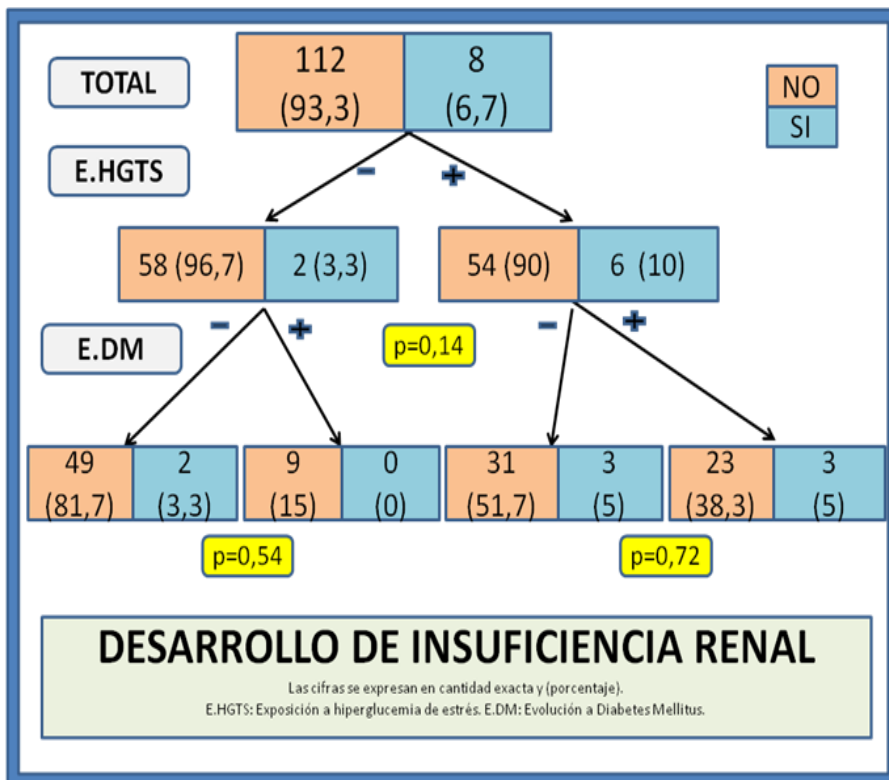 TOTAL
112 8
(93,3) (6,7)
NO
SI
E.HGTS
- +
58 (96,7) 2 (3,3) 54 (90) 6 (10)
- + - +
E.DM
p=0,14
49 2 9 0 31 3 23 3
(81,7) (3,3) (15) (0) (51,7) (5) (38,3) (5)
p=0,54 p=0,72
DESARROLLO DE INSUFICIENCIA RENAL
Las cifras se expresan en cantidad exacta y (porcentaje).
E.HGTS: Exposición a hiperglucemia de estrés. E.DM: Evolución a Diabetes Mellitus.